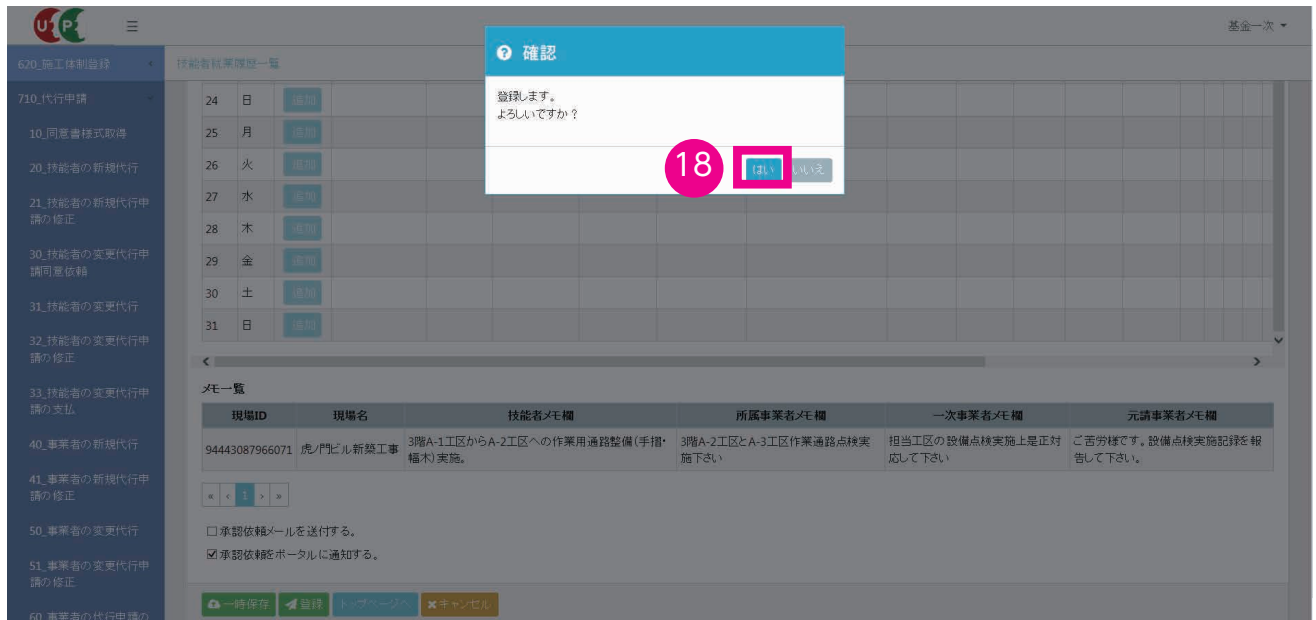 UP
基金一次
620_施工体制登録
710_代行申請
10_同意書様式取得
20_技能者の新規代行
21_技能者の新規代行申
請の修正
30_技能者の変更代行申
請同意依頼
31_技能者の変更代行
32_技能者の変更代行申
請の修正
33_技能者の変更代行申
請の支払
40_事業者の新規代行
41_事業者の新規代行申
請の修正
50_事業者の変更代行
51_事業者の変更代行申
請の修正
60_事業者の代行申請の
技能者就業履歴一覧
確認
登録します。
よろしいですか？
18 はい いいえ
24 日 追加
25 月 追加
26 火 追加
27 水 追加
28 木 追加
29 金 追加
30 土 追加
31 日 追加
メモ一覧
現場ID 現場名 技能者メモ欄 所属事業者メモ欄 一次事業者メモ欄 元請事業者メモ欄
94443087966071 虎ノ門ビル新築工事 3階A-1工区からA-2工区への作業用通路整備(手摺・ 3階A-2工区とA-3工区作業通路点検実 担当工区の設備点検実施上是正対 ご苦労様です。設備点検実施記録を報
幅木)実施。 施下さい 応して下さい 告して下さい。
« ‹ 1 › »
承認依頼メールを送付する。
承認依頼をポータルに通知する。
一時保存 登録 トップページへ キャンセル